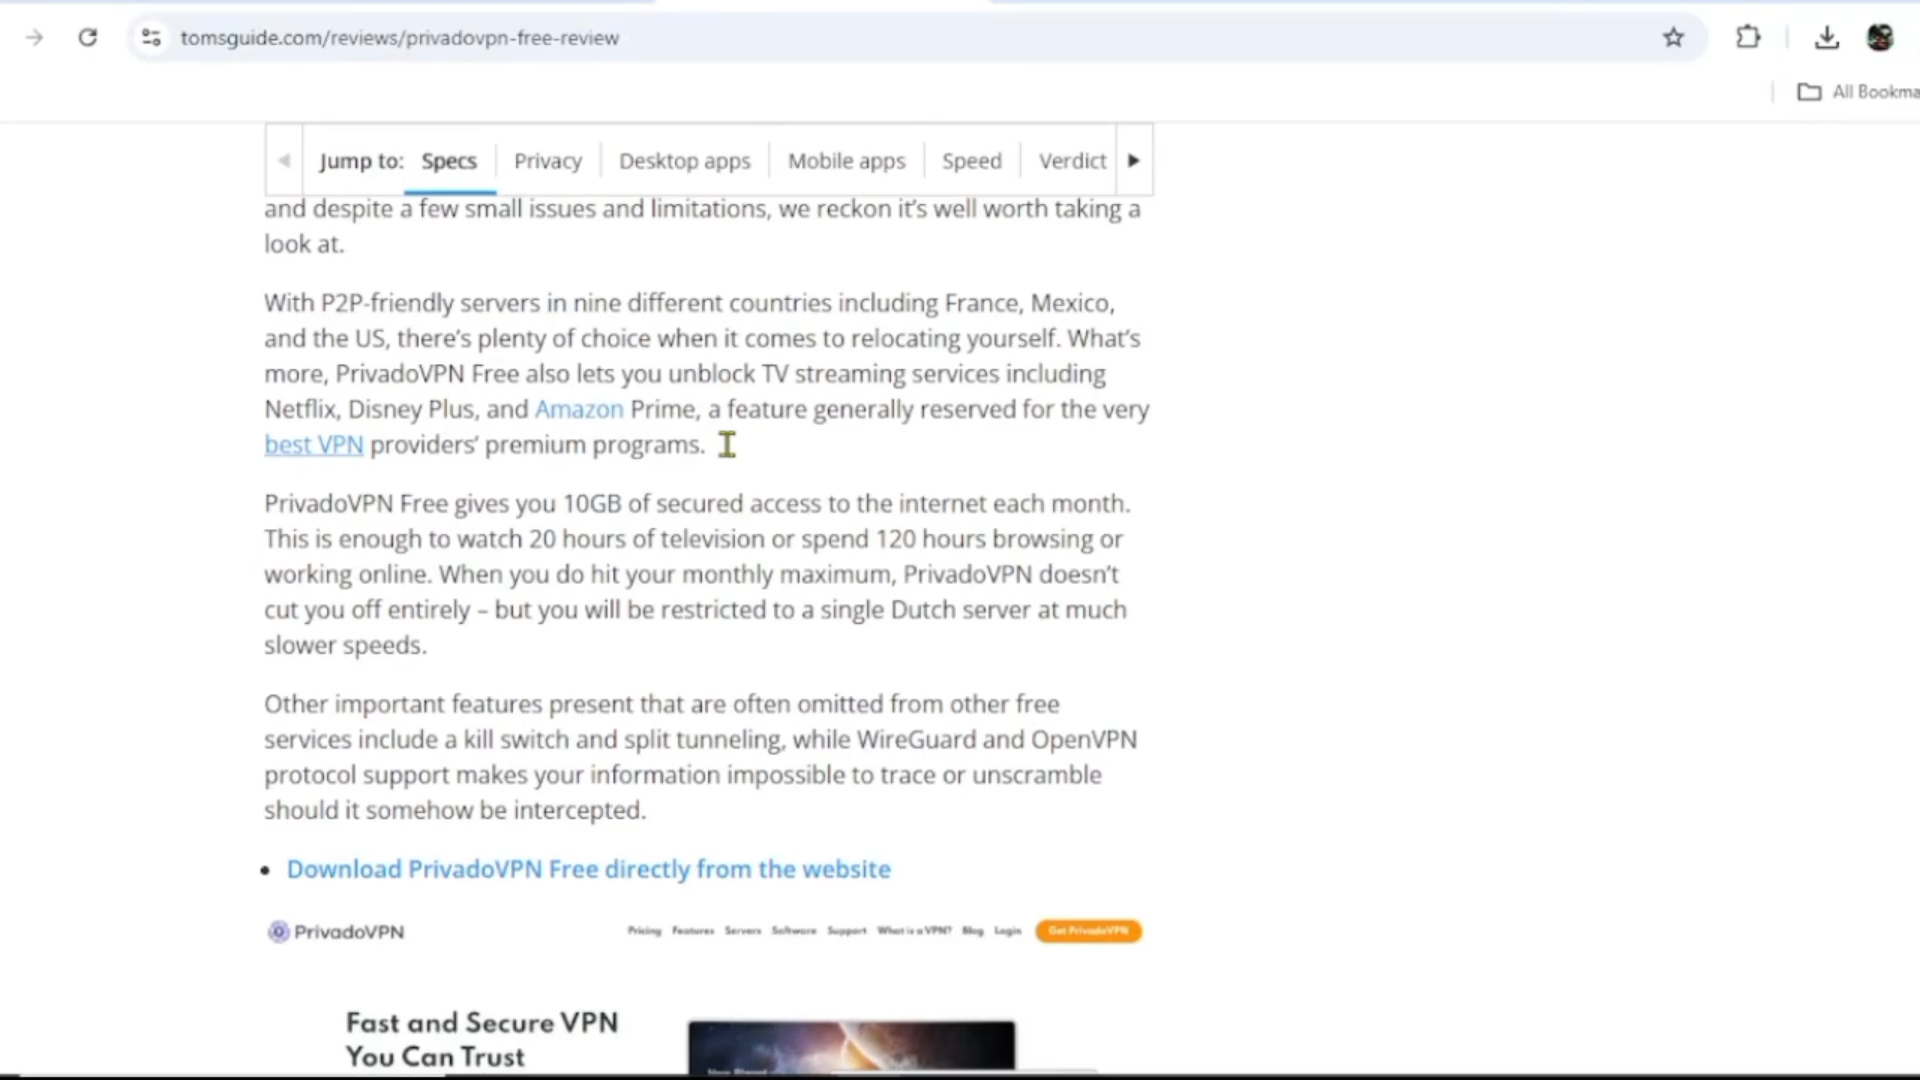 tomsguide.com/reviews/privadovpn-free-review
All Bookma
Jump to: Specs Privacy Desktop apps Mobile apps Speed Verdict
and despite a few small issues and limitations, we reckon it's well worth taking a
look at.
With P2P-friendly servers in nine different countries including France, Mexico,
and the US, there's plenty of choice when it comes to relocating yourself. What's
more, PrivadoVPN Free also lets you unblock TV streaming services including
Netflix, Disney Plus, and Amazon Prime, a feature generally reserved for the very
best VPN providers' premium programs.
PrivadoVPN Free gives you 10GB of secured access to the internet each month.
This is enough to watch 20 hours of television or spend 120 hours browsing or
working online. When you do hit your monthly maximum, PrivadoVPN doesn't
cut you off entirely – but you will be restricted to a single Dutch server at much
slower speeds.
Other important features present that are often omitted from other free
services include a kill switch and split tunneling, while WireGuard and OpenVPN
protocol support makes your information impossible to trace or unscramble
should it somehow be intercepted.
• Download PrivadoVPN Free directly from the website
PrivadoVPN Pricing Features Servers Software Support What is a VPN? Blog Login Get PrivadoVPN
Fast and Secure VPN
You Can Trust